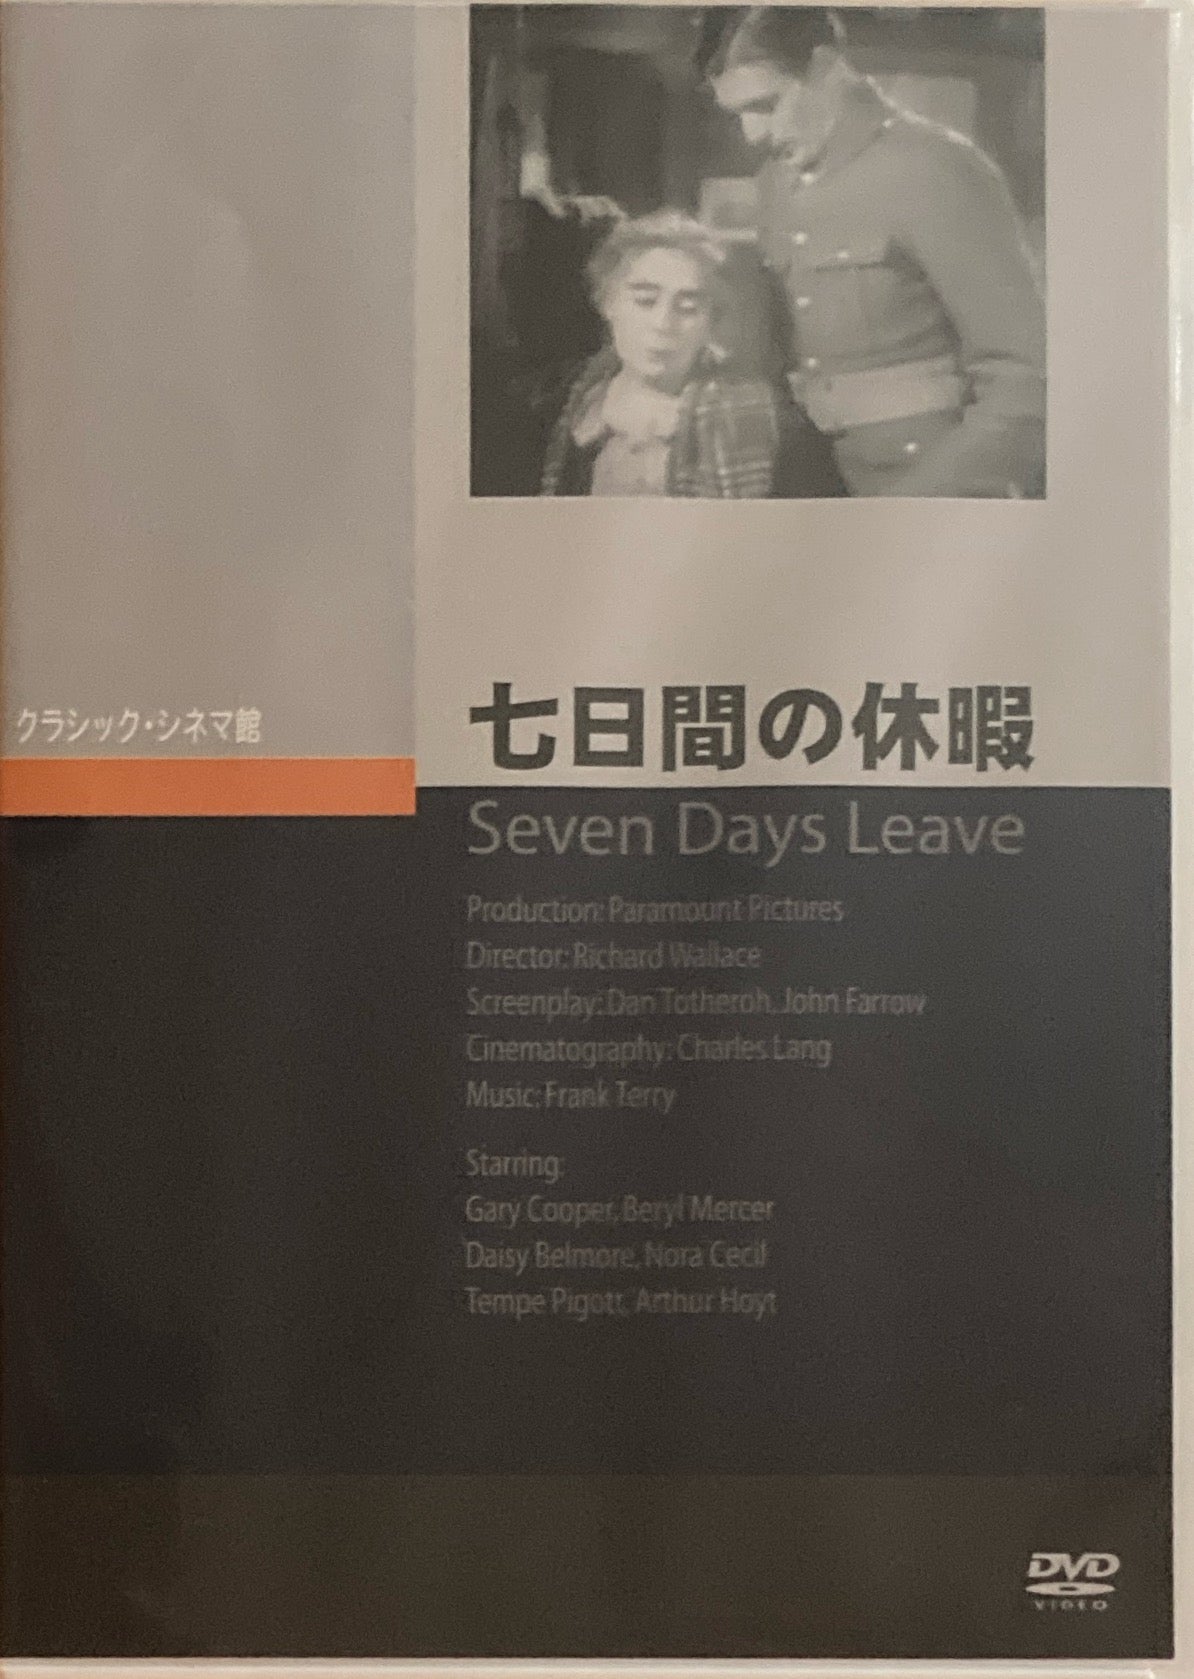 クラシック・シネマ館
七日間の休暇
Seven Days Leave
Production: Paramount Pictures
Director: Richard Wallace
Screenplay: Dan Totheroh, John Farrow
Cinematography: Charles Lang
Music: Frank Terry
Starring:
Gary Cooper, Beryl Mercer
Daisy Belmore, Nora Cecil
Tempe Pigott, Arthur Hoyt
DVD
VIDEO